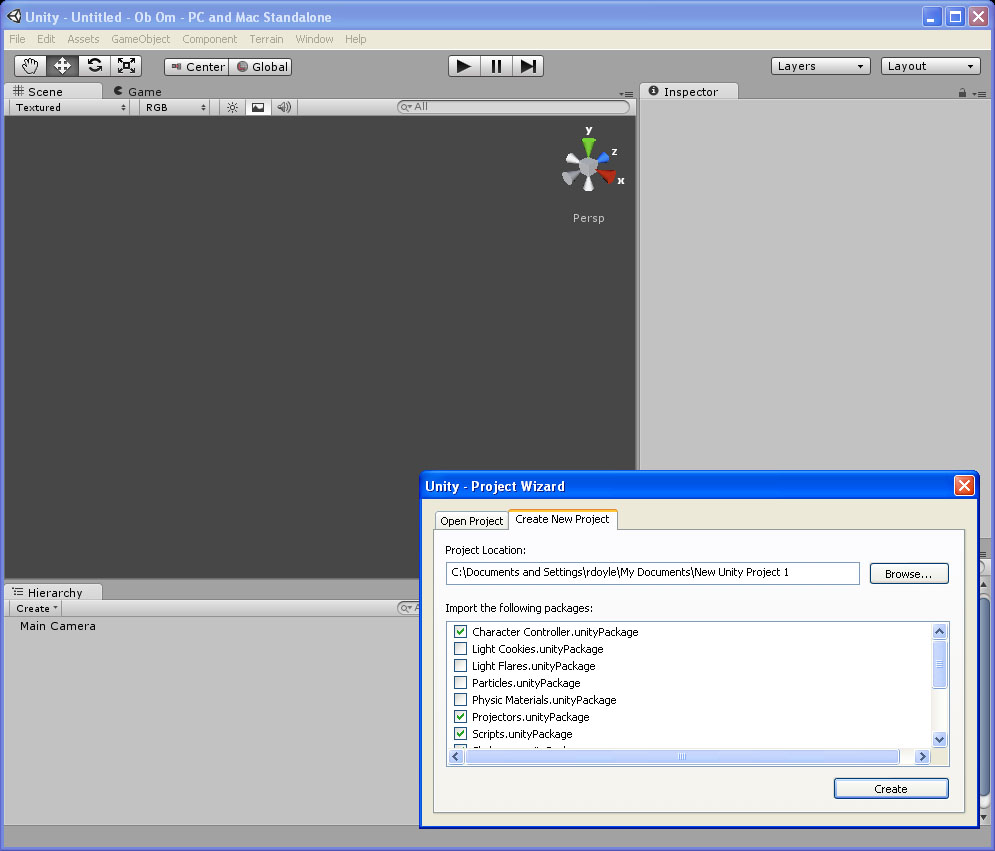 Unity - Untitled - Ob Om - PC and Mac Standalone
File Edit Assets GameObject Component Terrain Window Help
Center Global Layers Layout
Scene Game Inspector
Textured RGB All
y
z
x
Persp
Hierarchy
Create
Main Camera
Unity - Project Wizard
Open Project Create New Project
Project Location:
C:\Documents and Settings\rdoyle\My Documents\New Unity Project 1 Browse...
Import the following packages:
Character Controller.unityPackage
Light Cookies.unityPackage
Light Flares.unityPackage
Particles.unityPackage
Physic Materials.unityPackage
Projectors.unityPackage
Scripts.unityPackage
Create